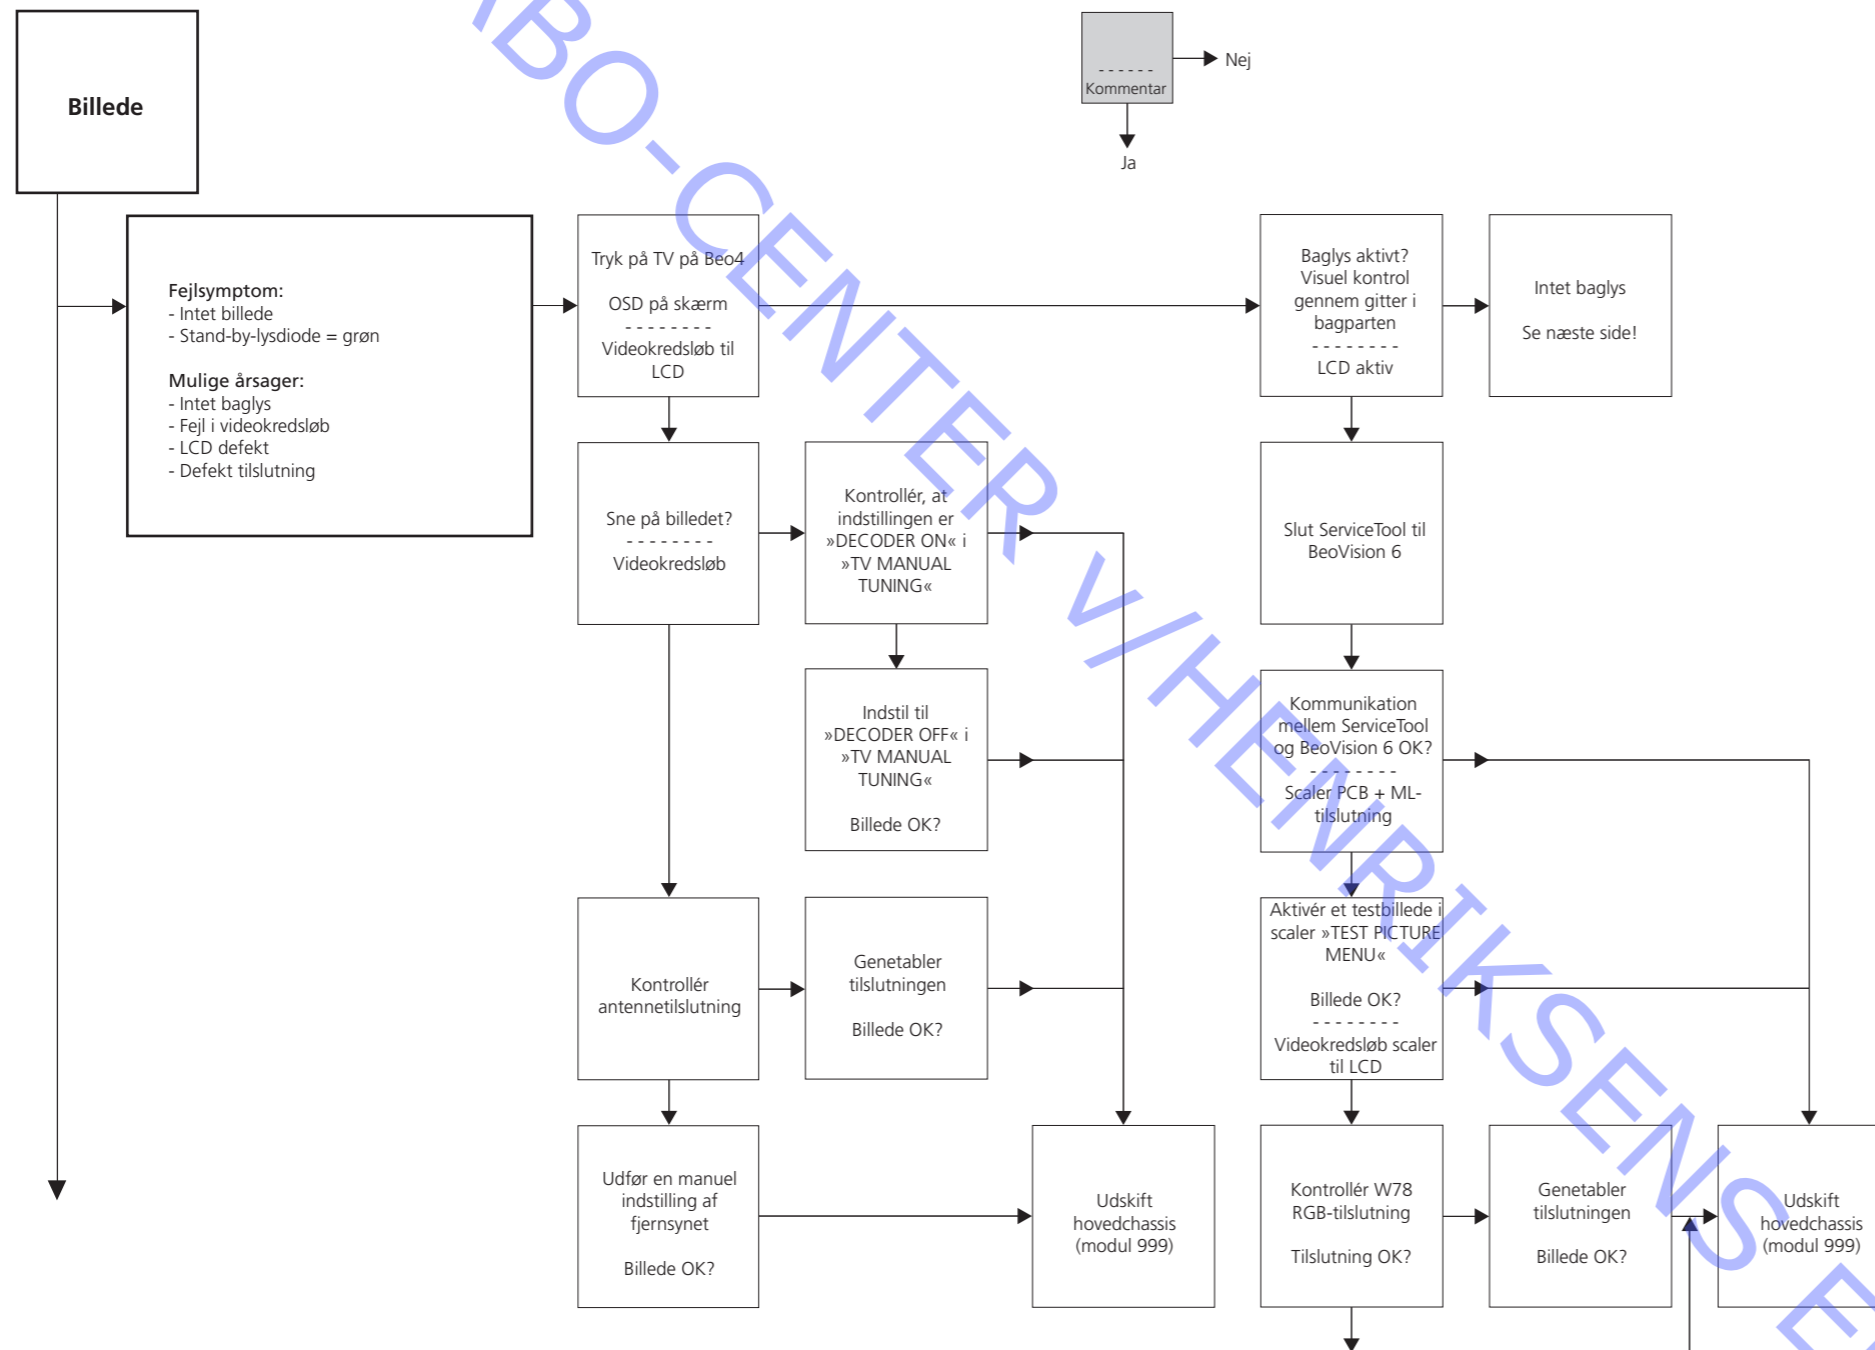 Billede
Nej
- - - - - -
Kommentar
Ja
Fejlsymptom:
- Intet billede
- Stand-by-lysdiode = grøn
Mulige årsager:
- Intet baglys
- Fejl i videokredsløb
- LCD defekt
- Defekt tilslutning
Tryk på TV på Beo4
OSD på skærm
- - - - - - - -
Videokredsløb til
LCD
Baglys aktivt?
Visuel kontrol
gennem gitter i
bagparten
- - - - - - - -
LCD aktiv
Intet baglys
Se næste side!
Sne på billedet?
- - - - - - - -
Videokredsløb
Kontrollér, at
indstillingen er
»DECODER ON« i
»TV MANUAL
TUNING«
Slut ServiceTool til
BeoVision 6
Indstil til
»DECODER OFF« i
»TV MANUAL
TUNING«
Billede OK?
Kommunikation
mellem ServiceTool
og BeoVision 6 OK?
- - - - - - - -
Scaler PCB + ML-
tilslutning
Kontrollér
antennetilslutning
Genetabler
tilslutningen
Billede OK?
Aktivér et testbillede i
scaler »TEST PICTURE
MENU«
Billede OK?
- - - - - - - -
Videokredsløb scaler
til LCD
Udfør en manuel
indstilling af
fjernsynet
Billede OK?
Udskift
hovedchassis
(modul 999)
Kontrollér W78
RGB-tilslutning
Tilslutning OK?
Genetabler
tilslutningen
Billede OK?
Udskift
hovedchassis
(modul 999)
BO-CENTER v/HENRIKSENS